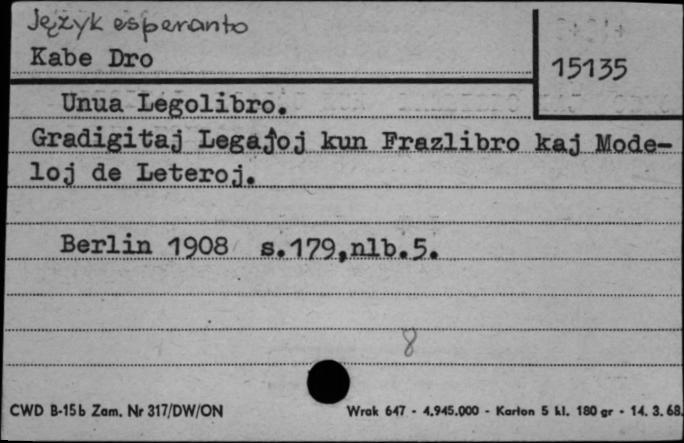 Język esperanto
Kabe Dro
15135
Unua Legolibro.
Gradigitaj Legaĵoj kun Frazlibro kaj Mode-
loj de Leteroj.
Berlin 1908 s.179,nlb.5.
8
CWD B-15b Zam. Nr 317/DW/ON
Wrak 647 - 4.945.000 - Karton 5 kl. 180 gr - 14. 3. 68.